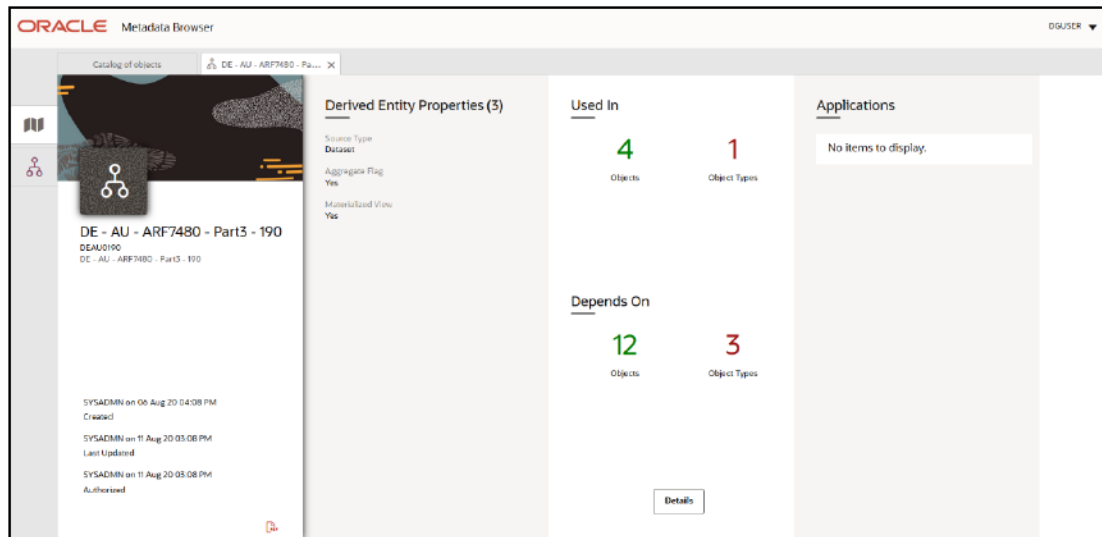 ORACLE Metadata Browser
DGUSER
Catalog of objects
DE - AU - ARF7480 - Pa...
DE - AU - ARF7480 - Part3 - 190
DEAU0190
DE - AU - ARF7480 - Part3 - 190
SYSADMN on 06 Aug 20 04:08 PM
Created
SYSADMN on 11 Aug 20 03:08 PM
Last Updated
SYSADMN on 11 Aug 20 03:08 PM
Authorized
Derived Entity Properties (3)
Source Type
Dataset
Aggregate Flag
Yes
Materialized View
Yes
Used In
4
Objects
1
Object Types
Depends On
12
Objects
3
Object Types
Details
Applications
No items to display.